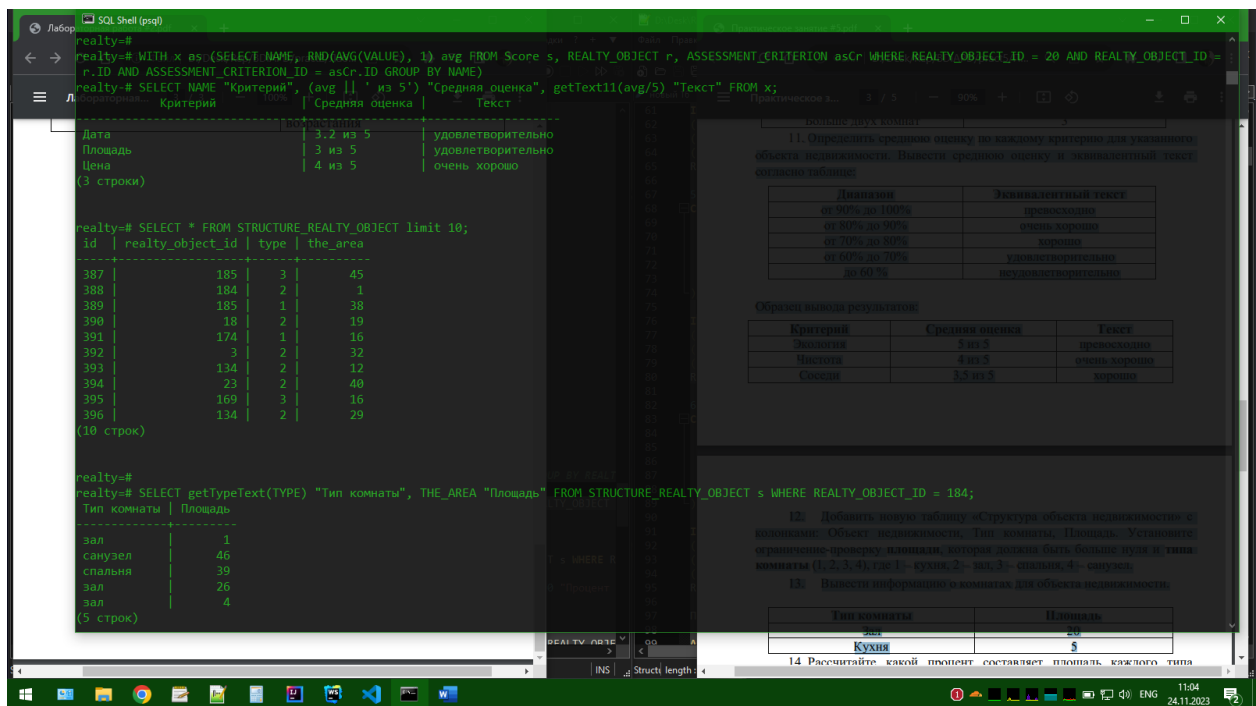 SQL Shell (psql)
realty=#
realty=# WITH x as (SELECT NAME, RND(AVG(VALUE), 1) avg FROM Score s, REALTY_OBJECT r, ASSESSMENT_CRITERION asCr WHERE REALTY_OBJECT_ID = 20 AND REALTY_OBJECT_ID =
r.ID AND ASSESSMENT_CRITERION_ID = asCr.ID GROUP BY NAME)
realty-# SELECT NAME "Критерий", (avg || ' из 5') "Средняя оценка", getText11(avg/5) "Текст" FROM x;
Критерий | Средняя оценка | Текст
Дата | 3.2 из 5 | удовлетворительно
Площадь | 3 из 5 | удовлетворительно
Цена | 4 из 5 | очень хорошо
(3 строки)
realty=# SELECT * FROM STRUCTURE_REALTY_OBJECT limit 10;
id | realty_object_id | type | the_area
387 | 185 | 3 | 45
388 | 184 | 2 | 1
389 | 185 | 1 | 38
390 | 18 | 2 | 19
391 | 174 | 1 | 16
392 | 3 | 2 | 32
393 | 134 | 2 | 12
394 | 23 | 2 | 40
395 | 169 | 3 | 16
396 | 134 | 2 | 29
(10 строк)
realty=#
realty=# SELECT getTypeText(TYPE) "Тип комнаты", THE_AREA "Площадь" FROM STRUCTURE_REALTY_OBJECT s WHERE REALTY_OBJECT_ID = 184;
Тип комнаты | Площадь
зал | 1
санузел | 46
спальня | 39
зал | 26
зал | 4
(5 строк)
Больше двух комнат 5
11. Определить среднюю оценку по каждому критерию для указанного
объекта недвижимости. Вывести среднюю оценку и эквивалентный текст
согласно таблице:
Диапазон Эквивалентный текст
от 90% до 100% превосходно
от 80% до 90% очень хорошо
от 70% до 80% хорошо
от 60% до 70% удовлетворительно
до 60 % неудовлетворительно
Образец вывода результатов:
Критерий Средняя оценка Текст
Экология 5 из 5 превосходно
Чистота 4 из 5 очень хорошо
Соседи 3,5 из 5 хорошо
12. Добавить новую таблицу «Структура объекта недвижимости» с
колонками: Объект недвижимости, Тип комнаты, Площадь. Установите
ограничение-проверку площади, которая должна быть больше нуля и типа
комнаты (1, 2, 3, 4), где 1 – кухня, 2 – зал, 3 – спальня, 4 – санузел.
13. Вывести информацию о комнатах для объекта недвижимости.
Тип комнаты Площадь
Зал 20
Кухня 5
14 Рассчитайте какой процент составляет площадь каждого типа
INS
length:
ENG
11:04
24.11.2023